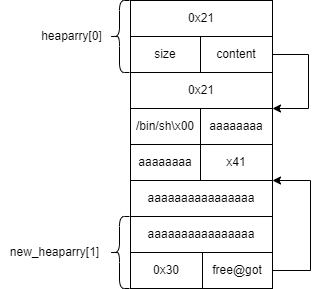 0x21
heaparry[0]
size content
0x21
/bin/sh\x00 aaaaaaaa
aaaaaaaa x41
aaaaaaaaaaaaaaaa
aaaaaaaaaaaaaaaa
new_heaparry[1]
0x30 free@got